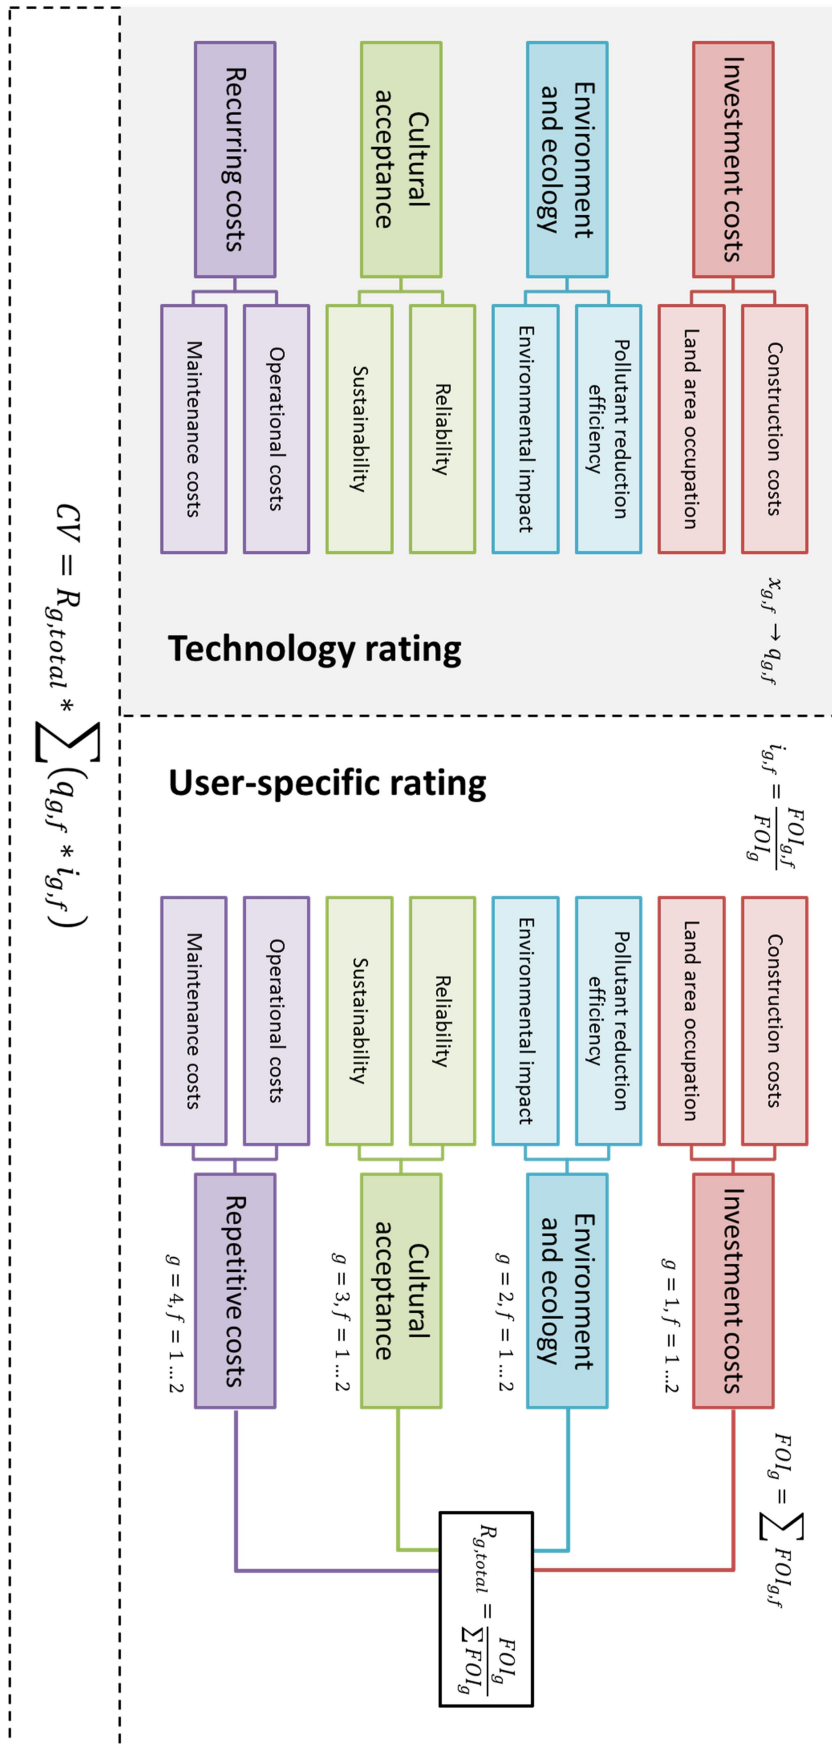 Technology rating
x_{g,f} → q_{g,f}
Investment costs
Construction costs
Land area occupation
Environment
and ecology
Pollutant reduction
efficiency
Environmental impact
Cultural
acceptance
Reliability
Sustainability
Recurring costs
Operational costs
Maintenance costs
User-specific rating
i_{g,f} = FOI_{g,f} / FOI_g
FOI_g = ∑ FOI_{g,f}
Construction costs
Land area occupation
Investment costs
g = 1, f = 1 … 2
Pollutant reduction
efficiency
Environmental impact
Environment
and ecology
g = 2, f = 1 … 2
Reliability
Sustainability
Cultural
acceptance
g = 3, f = 1 … 2
Operational costs
Maintenance costs
Repetitive costs
g = 4, f = 1 … 2
R_{g,total} = FOI_g / ∑ FOI_g
CV = R_{g,total} * ∑(q_{g,f} * i_{g,f})